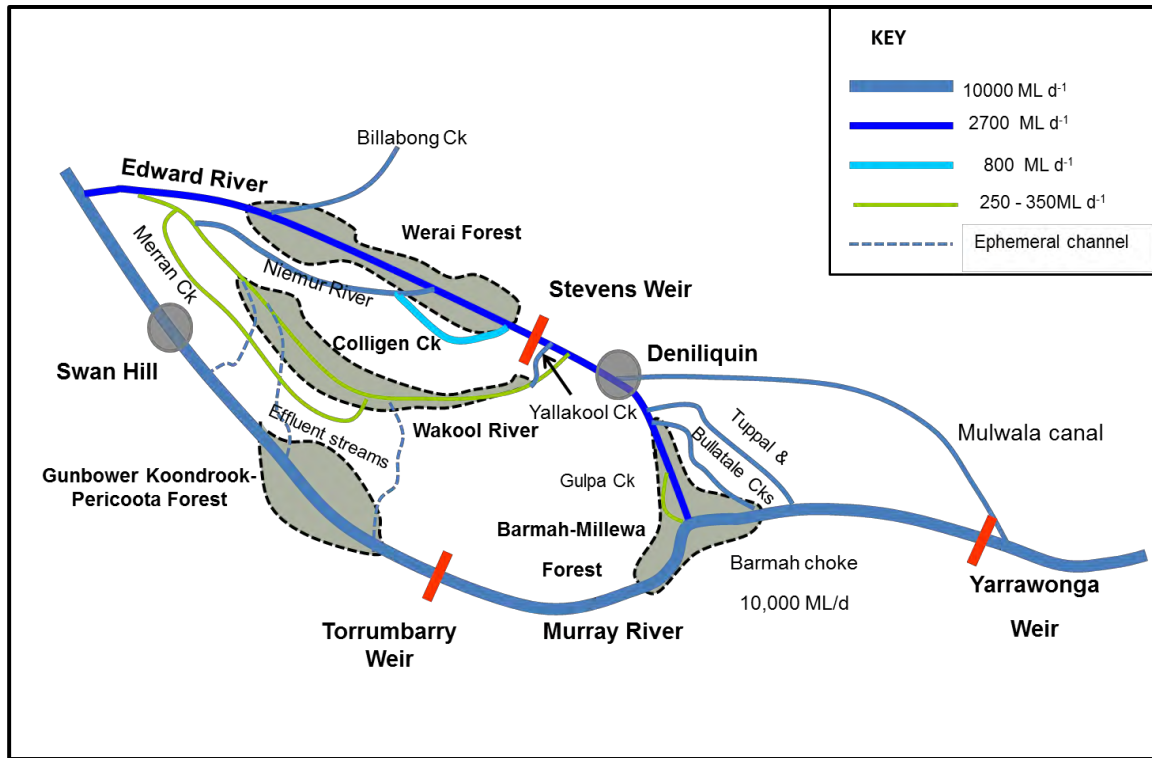 KEY
10000 ML d-1
2700 ML d-1
800 ML d-1
250 - 350ML d-1
Ephemeral channel
Billabong Ck
Edward River
Werai Forest
Merran Ck
Niemur River
Stevens Weir
Colligen Ck
Deniliquin
Swan Hill
Yallakool Ck
Wakool River
Effluent streams
Tuppal &
Bullatale Cks
Mulwala canal
Gunbower Koondrook-
Pericoota Forest
Gulpa Ck
Barmah-Millewa
Forest
Barmah choke
10,000 ML/d
Yarrawonga
Weir
Torrumbarry
Weir
Murray River